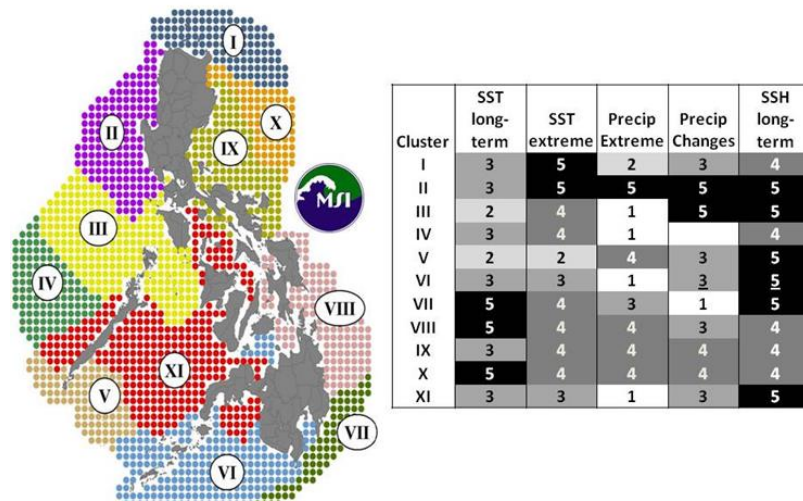 I
II
X
IX
MSI
III
IV
VIII
XI
V
VII
VI
Cluster SST long-term SST extreme Precip Extreme Precip Changes SSH long-term
I 3 5 2 3 4
II 3 5 5 5 5
III 2 4 1 5 5
IV 3 4 1 4
V 2 2 4 3 5
VI 3 3 1 3 5
VII 5 4 3 1 5
VIII 5 4 4 3 4
IX 3 4 4 4 4
X 5 4 4 4 4
XI 3 3 1 3 5